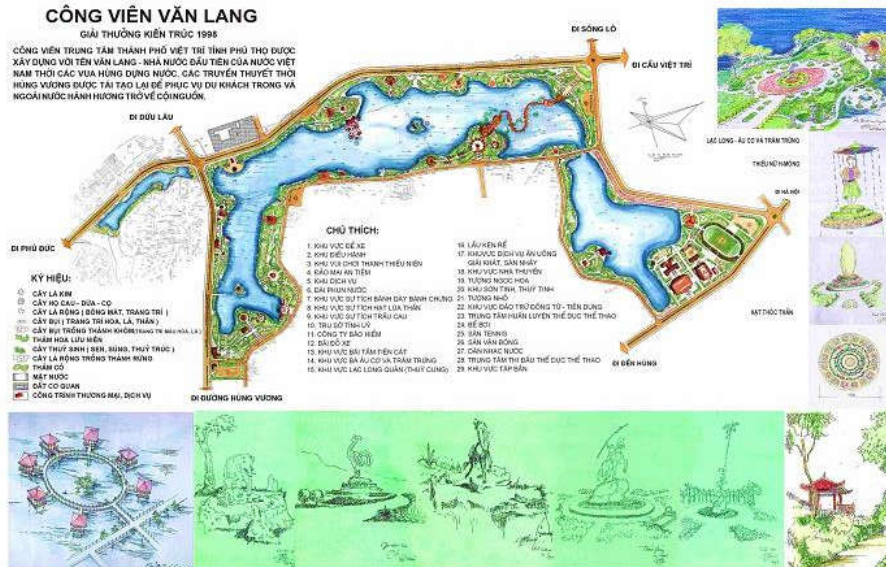 CÔNG VIÊN VĂN LANG
GIẢI THƯỞNG KIẾN TRÚC 1998
CÔNG VIÊN TRUNG TÂM THÀNH PHỐ VIỆT TRÌ TỈNH PHÚ THỌ ĐƯỢC
XÂY DỰNG VỚI TÊN VĂN LANG - NHÀ NƯỚC ĐẦU TIÊN CỦA NƯỚC VIỆT
NAM THỜI CÁC VUA HÙNG DỰNG NƯỚC. CÁC TRUYỀN THUYẾT THỜI
HÙNG VƯƠNG ĐƯỢC TÁI TẠO LẠI ĐỂ PHỤC VỤ DU KHÁCH TRONG VÀ
NGOÀI NƯỚC HÀNH HƯƠNG TRỞ VỀ CỘI NGUỒN.
ĐI SÔNG LÔ
ĐI CẦU VIỆT TRÌ
ĐI DỮU LÂU
ĐI PHÚ ĐỨC
ĐI HÀ NỘI
ĐI ĐỀN HÙNG
ĐI ĐƯỜNG HÙNG VƯƠNG
LẠC LONG - ÂU CƠ VÀ TRĂM TRỨNG
THIẾU NỮ H'MÔNG
HẠT THÓC THẦN
KÝ HIỆU:
CÂY LÁ KIM
CÂY HỌ CAU - DỪA - CỌ
CÂY LÁ RỘNG ( BÓNG MÁT, TRANG TRÍ )
CÂY BỤI ( TRANG TRÍ HOA, LÁ, THÂN )
CÂY BỤI TRỒNG THÀNH KHÓM (TRANG TRÍ MÀU HOA, LÁ )
THẢM HOA LƯU NIÊN
CÂY THUỶ SINH ( SEN, SÚNG, THUỶ TRÚC )
CÂY LÁ RỘNG TRỒNG THÀNH RỪNG
THẢM CỎ
MẶT NƯỚC
ĐẤT CƠ QUAN
CÔNG TRÌNH THƯƠNG MẠI, DỊCH VỤ
CHÚ THÍCH:
1. KHU VỰC ĐỂ XE
2. KHU ĐIỀU HÀNH
3. KHU VUI CHƠI THANH THIẾU NIÊN
4. ĐẢO MAI AN TIÊM
5. KHU DỊCH VỤ
6. ĐÀI PHUN NƯỚC
7. KHU VỰC SỰ TÍCH BÁNH DÀY BÁNH CHƯNG
8. KHU VỰC SỰ TÍCH HẠT LÚA THẦN
9. KHU VỰC SỰ TÍCH TRẦU CAU
10. TRỤ SỞ TỈNH UỶ
11. CÔNG TY BẢO HIỂM
12. BÃI ĐỖ XE
13. KHU VỰC BÃI TẮM TIÊN CÁT
14. KHU VỰC BÀ ÂU CƠ VÀ TRĂM TRỨNG
15. KHU VỰC LẠC LONG QUÂN (THUỶ CUNG)
16. LẦU KÉN RỂ
17. KHU VỰC DỊCH VỤ ĂN UỐNG
GIẢI KHÁT, SÀN NHẢY
18. KHU VỰC NHÀ THUYỀN
19. TƯỢNG NGỌC HOA
20. KHU SƠN TINH, THUỶ TINH
21. TƯỢNG NHỎ
22. KHU VỰC ĐẢO TRỬ ĐỒNG TỬ - TIÊN DUNG
23. TRUNG TÂM HUẤN LUYỆN THỂ DỤC THỂ THAO
24. BỂ BƠI
25. SÂN TENNIS
26. SÂN VẬN ĐỘNG
27. DÀN NHẠC NƯỚC
28. TRUNG TÂM THI ĐẤU THỂ DỤC THỂ THAO
29. KHU VỰC TẬP BẮN